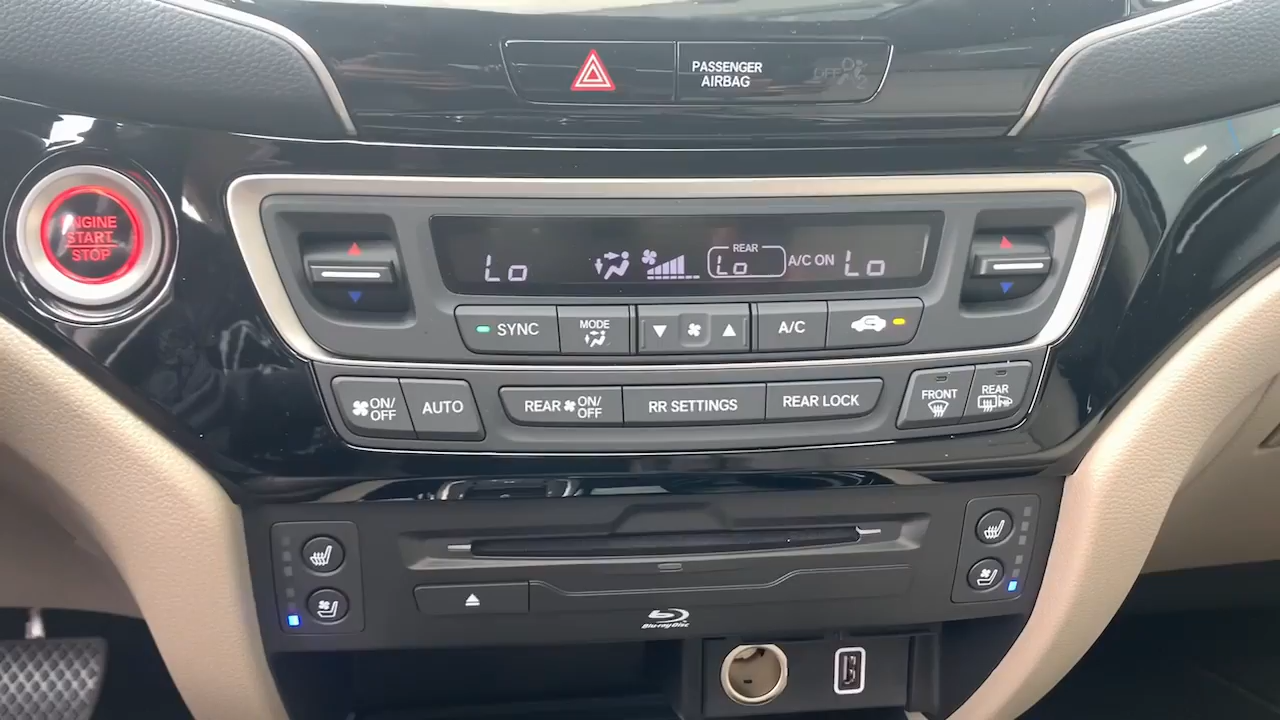 PASSENGER
AIRBAG
OFF
ENGINE
START
STOP
REAR
Lo
Lo
A/C ON
Lo
SYNC
MODE
A/C
ON/
OFF
AUTO
REAR ON/
OFF
RR SETTINGS
REAR LOCK
FRONT
REAR
Blu-ray Disc